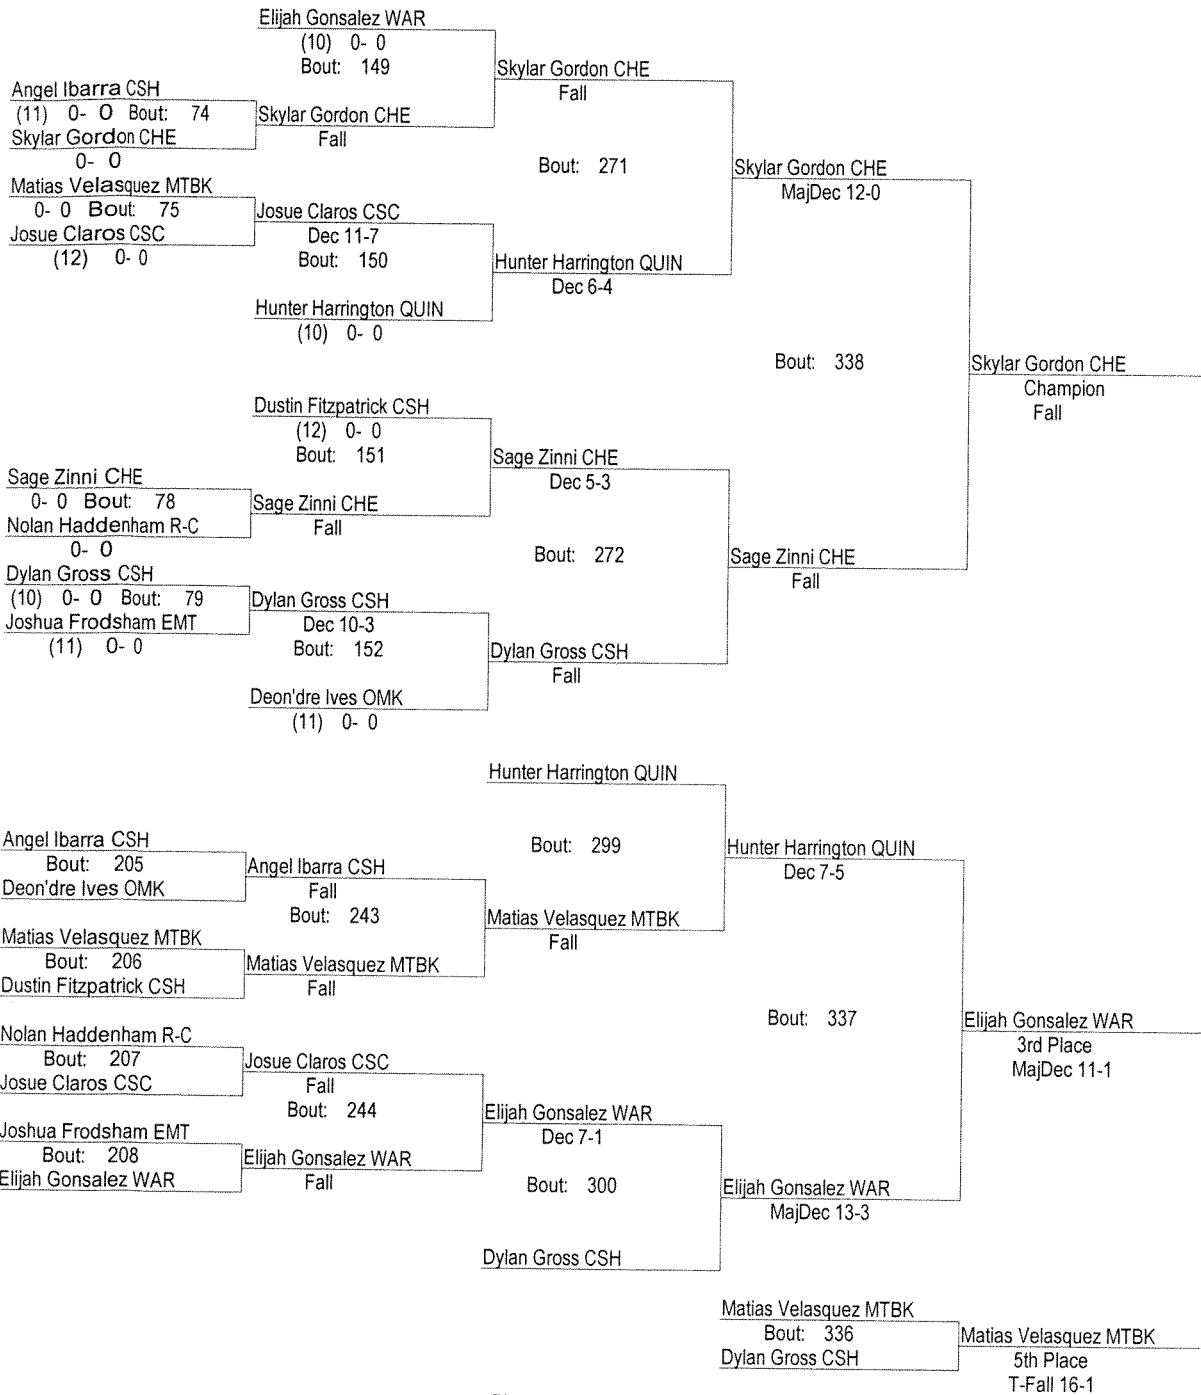 Elijah Gonsalez WAR
(10) 0- 0
Bout: 149
Skylar Gordon CHE
Fall
Angel Ibarra CSH
(11) 0- 0 Bout: 74
Skylar Gordon CHE
Skylar Gordon CHE
Fall
0- 0
Bout: 271
Skylar Gordon CHE
MajDec 12-0
Matias Velasquez MTBK
0- 0 Bout: 75
Josue Claros CSC
Josue Claros CSC
Dec 11-7
(12) 0- 0
Bout: 150
Hunter Harrington QUIN
Dec 6-4
Hunter Harrington QUIN
(10) 0- 0
Bout: 338
Skylar Gordon CHE
Champion
Fall
Dustin Fitzpatrick CSH
(12) 0- 0
Bout: 151
Sage Zinni CHE
Dec 5-3
Sage Zinni CHE
0- 0 Bout: 78
Sage Zinni CHE
Nolan Haddenham R-C
Fall
0- 0
Bout: 272
Sage Zinni CHE
Fall
Dylan Gross CSH
(10) 0- 0 Bout: 79
Dylan Gross CSH
Joshua Frodsham EMT
Dec 10-3
(11) 0- 0
Bout: 152
Dylan Gross CSH
Fall
Deon'dre Ives OMK
(11) 0- 0
Hunter Harrington QUIN
Bout: 299
Hunter Harrington QUIN
Dec 7-5
Angel Ibarra CSH
Bout: 205
Angel Ibarra CSH
Deon'dre Ives OMK
Fall
Bout: 243
Matias Velasquez MTBK
Fall
Matias Velasquez MTBK
Bout: 206
Matias Velasquez MTBK
Dustin Fitzpatrick CSH
Fall
Bout: 337
Elijah Gonsalez WAR
3rd Place
MajDec 11-1
Nolan Haddenham R-C
Bout: 207
Josue Claros CSC
Josue Claros CSC
Fall
Bout: 244
Elijah Gonsalez WAR
Dec 7-1
Joshua Frodsham EMT
Bout: 208
Elijah Gonsalez WAR
Elijah Gonsalez WAR
Fall
Bout: 300
Elijah Gonsalez WAR
MajDec 13-3
Dylan Gross CSH
Matias Velasquez MTBK
Bout: 336
Matias Velasquez MTBK
Dylan Gross CSH
5th Place
T-Fall 16-1